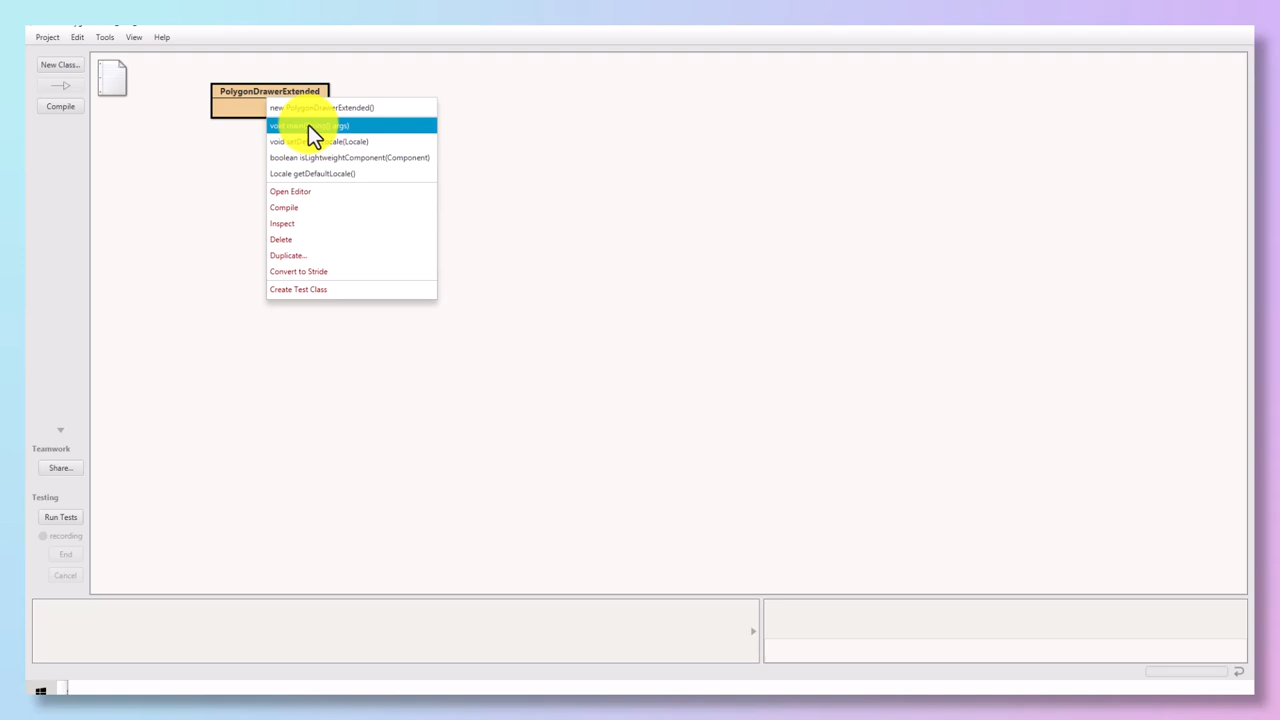 Project Edit Tools View Help
New Class...
Compile
PolygonDrawerExtended
new PolygonDrawerExtended()
void args)
void Locale(Locale)
boolean isLightweightComponent(Component)
Locale getDefaultLocale()
Open Editor
Compile
Inspect
Delete
Duplicate...
Convert to Stride
Create Test Class
Teamwork
Share...
Testing
Run Tests
recording
End
Cancel